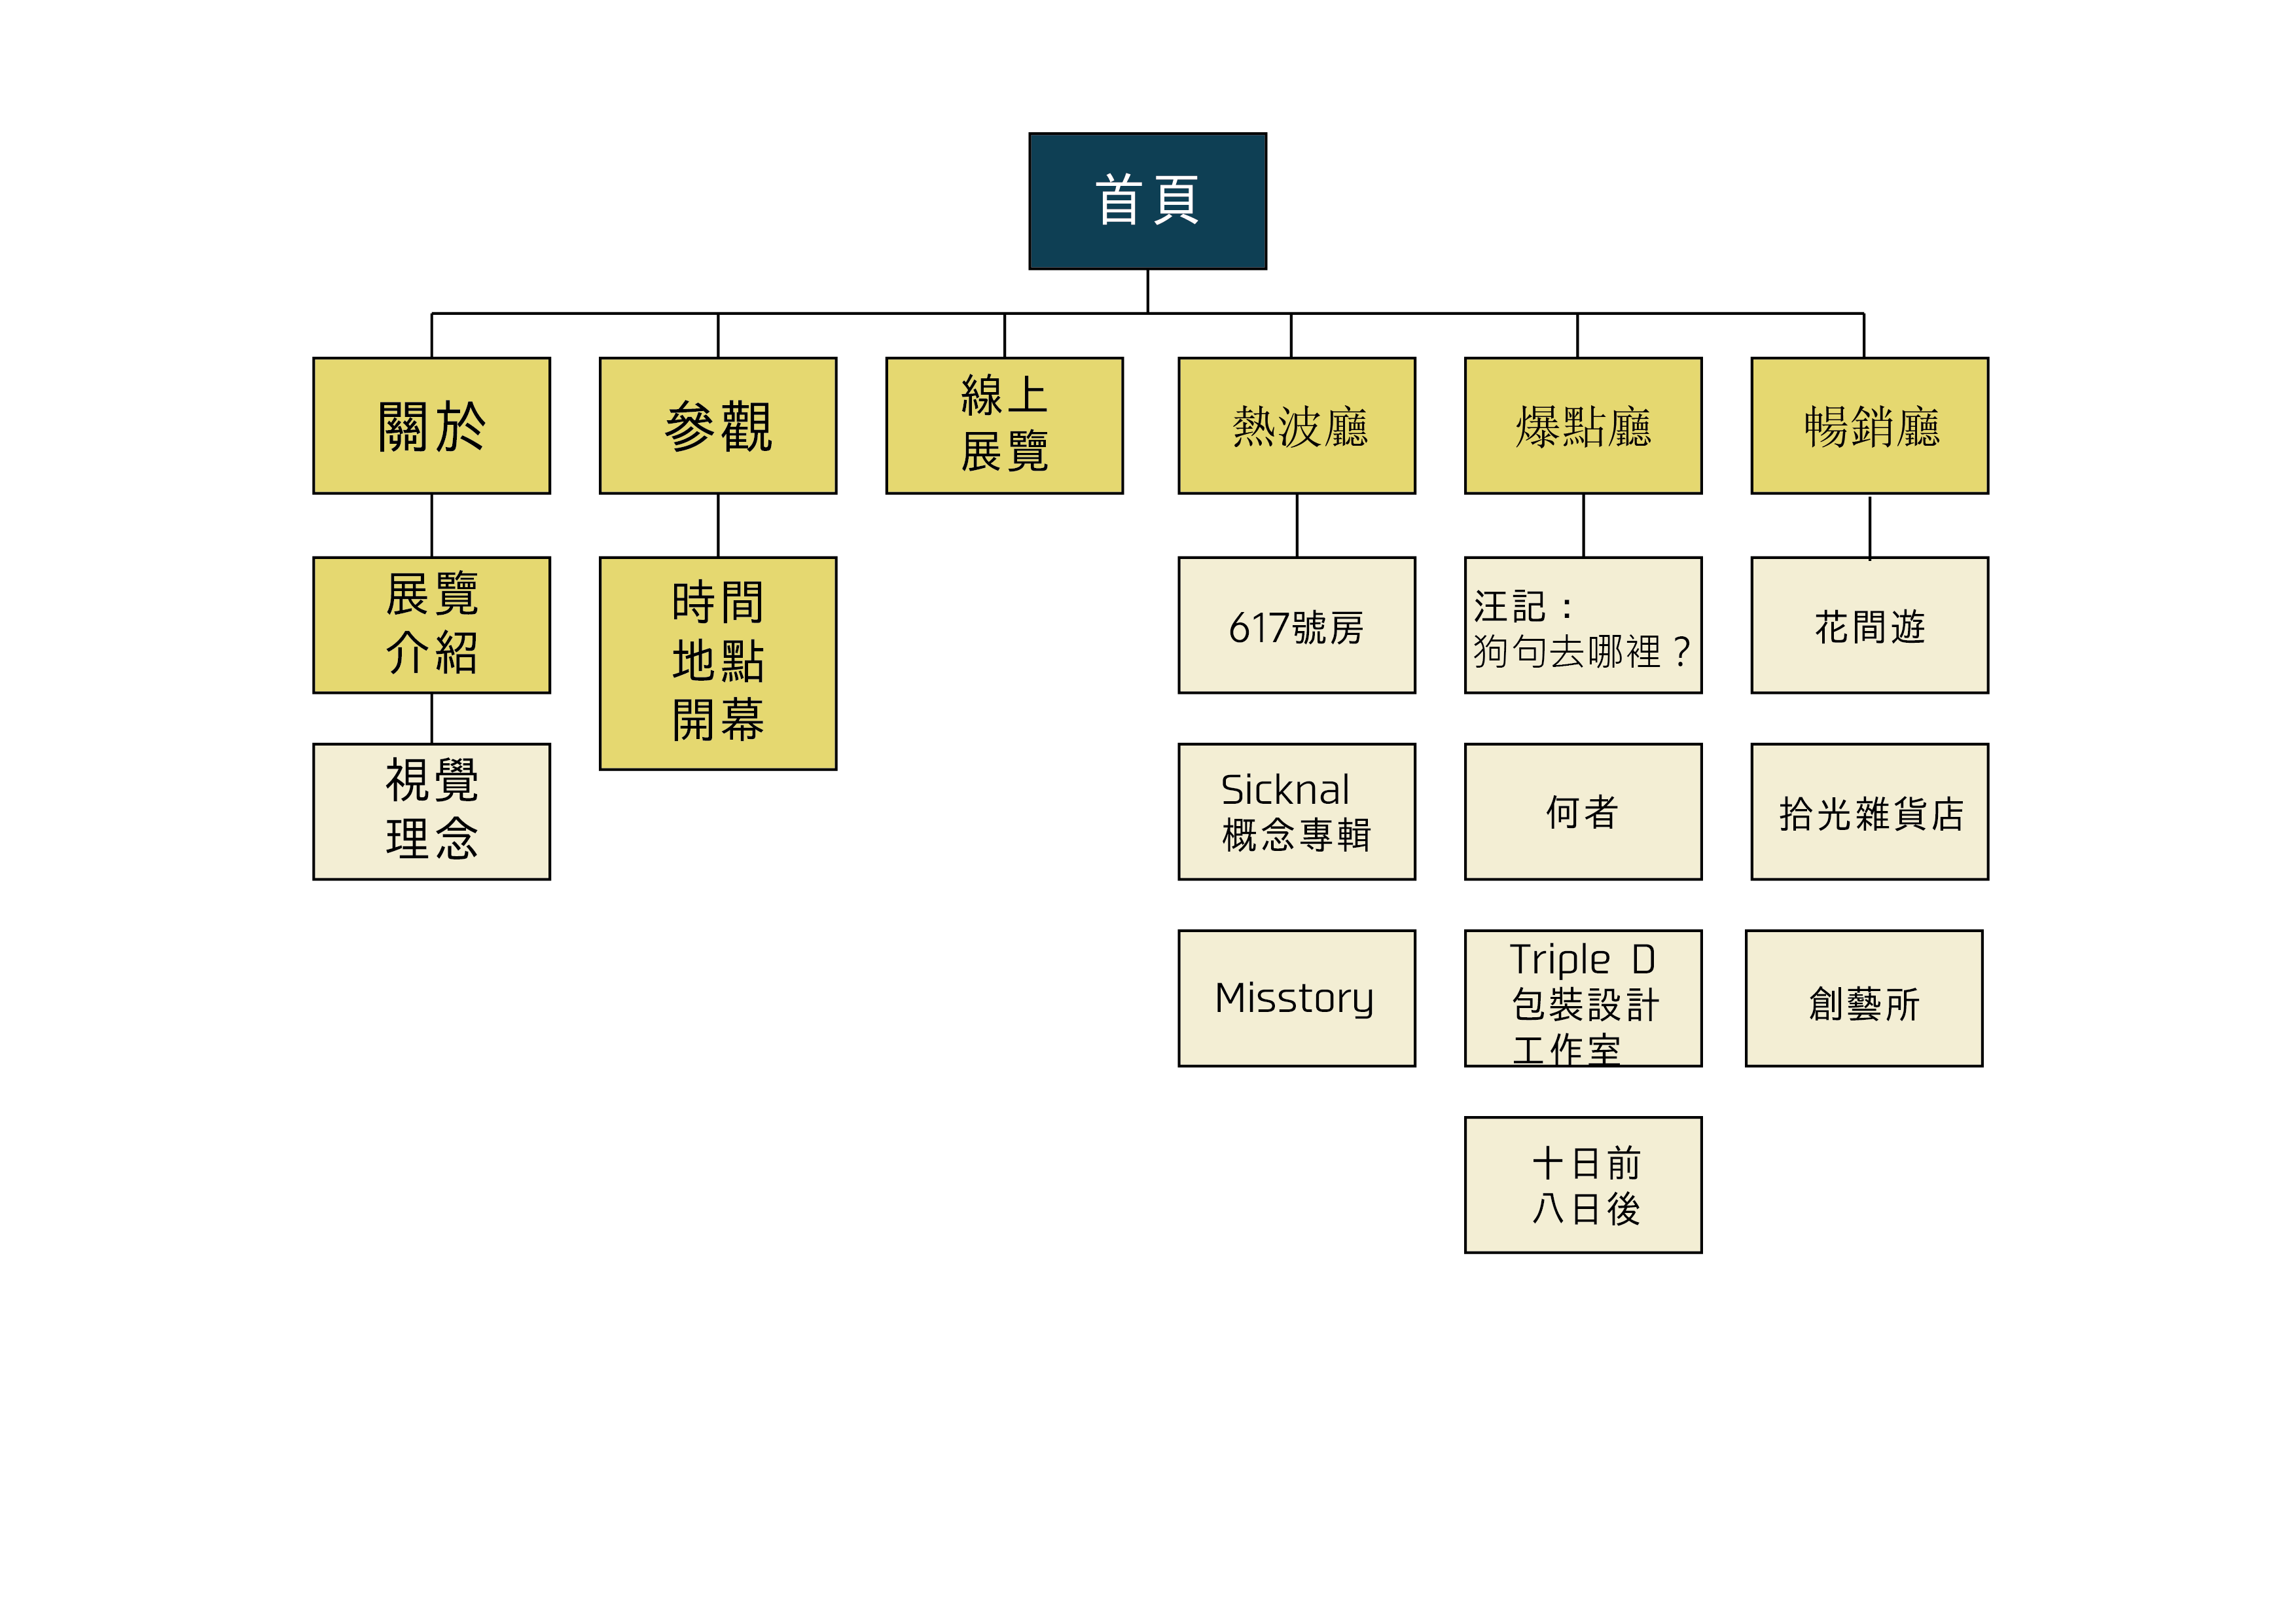 首頁
關於
參觀
線上
展覽
熱波廳
爆點廳
暢銷廳
展覽
介紹
時間
地點
開幕
617號房
汪記：
狗句去哪裡？
花間遊
視覺
理念
Sicknal
概念專輯
何者
拾光雜貨店
Misstory
Triple D
包裝設計
工作室
創藝所
十日前
八日後